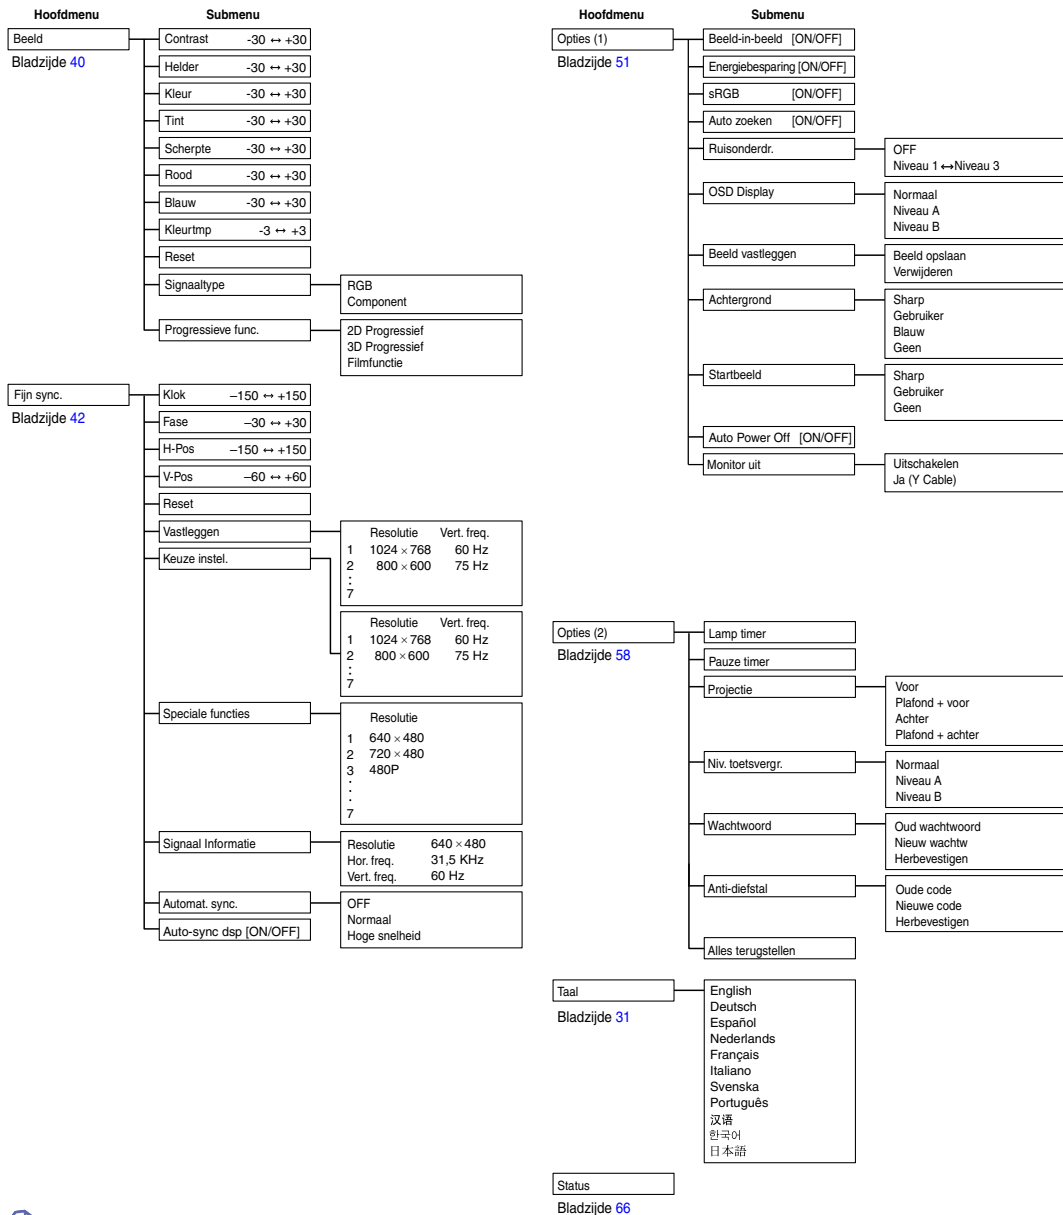 Hoofdmenu Submenu
Beeld
Bladzijde 40
Contrast -30 ↔ +30
Helder -30 ↔ +30
Kleur -30 ↔ +30
Tint -30 ↔ +30
Scherpte -30 ↔ +30
Rood -30 ↔ +30
Blauw -30 ↔ +30
Kleurtmp -3 ↔ +3
Reset
Signaaltype
RGB
Component
Progressieve func.
2D Progressief
3D Progressief
Filmfunctie
Fijn sync.
Bladzijde 42
Klok –150 ↔ +150
Fase –30 ↔ +30
H-Pos –150 ↔ +150
V-Pos –60 ↔ +60
Reset
Vastleggen
Resolutie Vert. freq.
1 1024 × 768 60 Hz
2 800 × 600 75 Hz
:
7
Keuze instel.
Resolutie Vert. freq.
1 1024 × 768 60 Hz
2 800 × 600 75 Hz
:
7
Speciale functies
Resolutie
1 640 × 480
2 720 × 480
3 480P
:
:
7
Signaal Informatie
Resolutie 640 × 480
Hor. freq. 31,5 KHz
Vert. freq. 60 Hz
Automat. sync.
OFF
Normaal
Hoge snelheid
Auto-sync dsp [ON/OFF]
Hoofdmenu Submenu
Opties (1)
Bladzijde 51
Beeld-in-beeld [ON/OFF]
Energiebesparing [ON/OFF]
sRGB [ON/OFF]
Auto zoeken [ON/OFF]
Ruisonderdr.
OFF
Niveau 1 ↔Niveau 3
OSD Display
Normaal
Niveau A
Niveau B
Beeld vastleggen
Beeld opslaan
Verwijderen
Achtergrond
Sharp
Gebruiker
Blauw
Geen
Startbeeld
Sharp
Gebruiker
Geen
Auto Power Off [ON/OFF]
Monitor uit
Uitschakelen
Ja (Y Cable)
Opties (2)
Bladzijde 58
Lamp timer
Pauze timer
Projectie
Voor
Plafond + voor
Achter
Plafond + achter
Niv. toetsvergr.
Normaal
Niveau A
Niveau B
Wachtwoord
Oud wachtwoord
Nieuw wachtw
Herbevestigen
Anti-diefstal
Oude code
Nieuwe code
Herbevestigen
Alles terugstellen
Taal
Bladzijde 31
English
Deutsch
Español
Nederlands
Français
Italiano
Svenska
Português
汉语
한국어
日本語
Status
Bladzijde 66